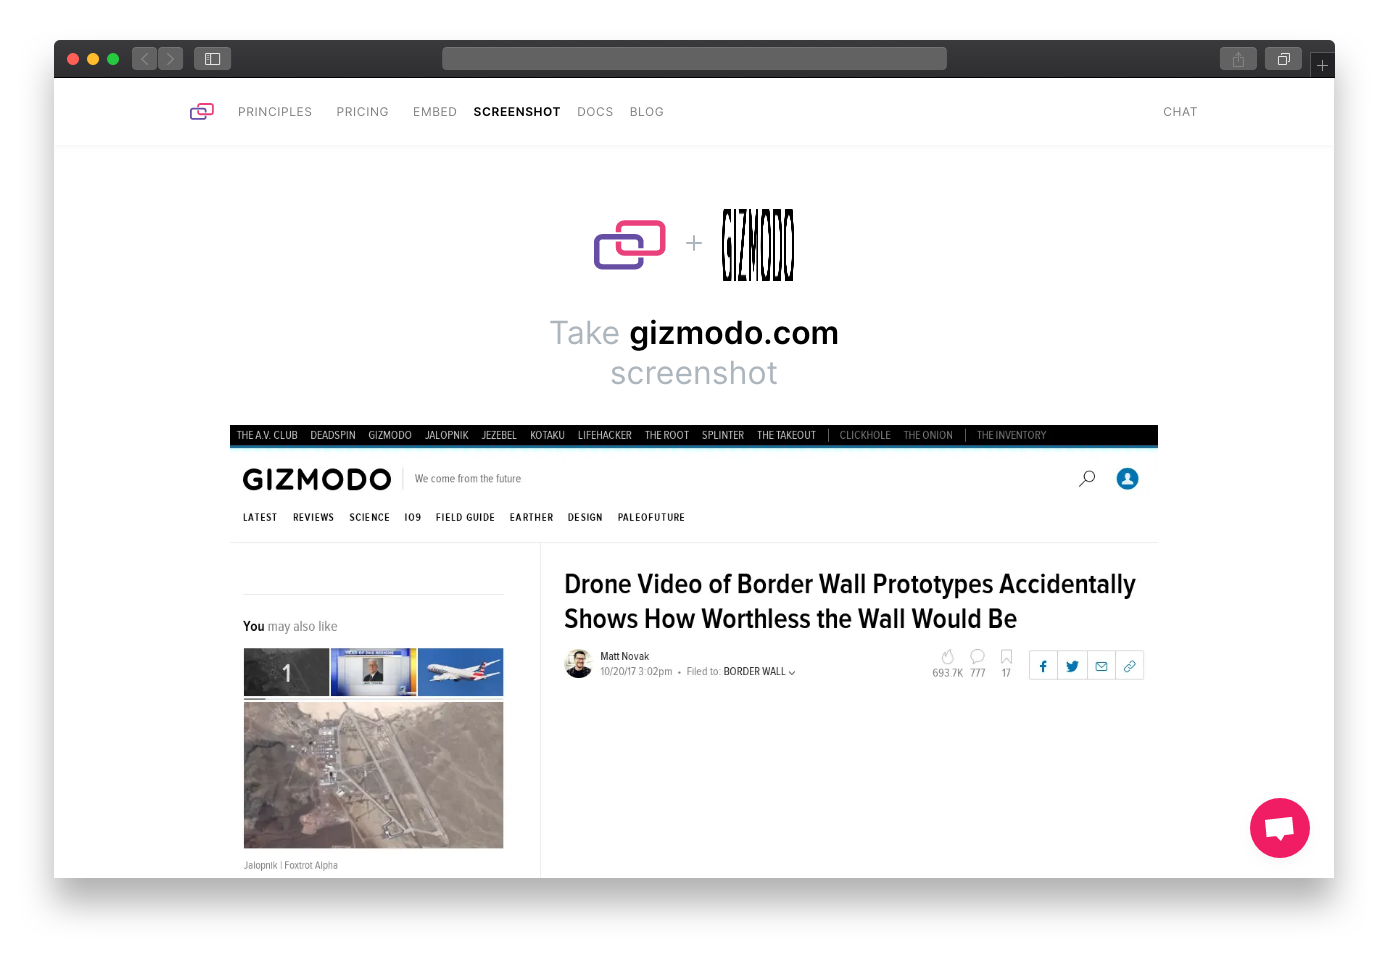 PRINCIPLES PRICING EMBED SCREENSHOT DOCS BLOG CHAT
+ GIZMODO
Take gizmodo.com
screenshot
THE A.V. CLUB DEADSPIN GIZMODO JALOPNIK JEZEBEL KOTAKU LIFEHACKER THE ROOT SPLINTER THE TAKEOUT | CLICKHOLE THE ONION | THE INVENTORY
GIZMODO | We come from the future
LATEST REVIEWS SCIENCE IO9 FIELD GUIDE EARTHER DESIGN PALEOFUTURE
You may also like
1
Jalopnik | Foxtrot Alpha
Drone Video of Border Wall Prototypes Accidentally
Shows How Worthless the Wall Would Be
Matt Novak
10/20/17 3:02pm • Filed to: BORDER WALL
693.7K 777 17